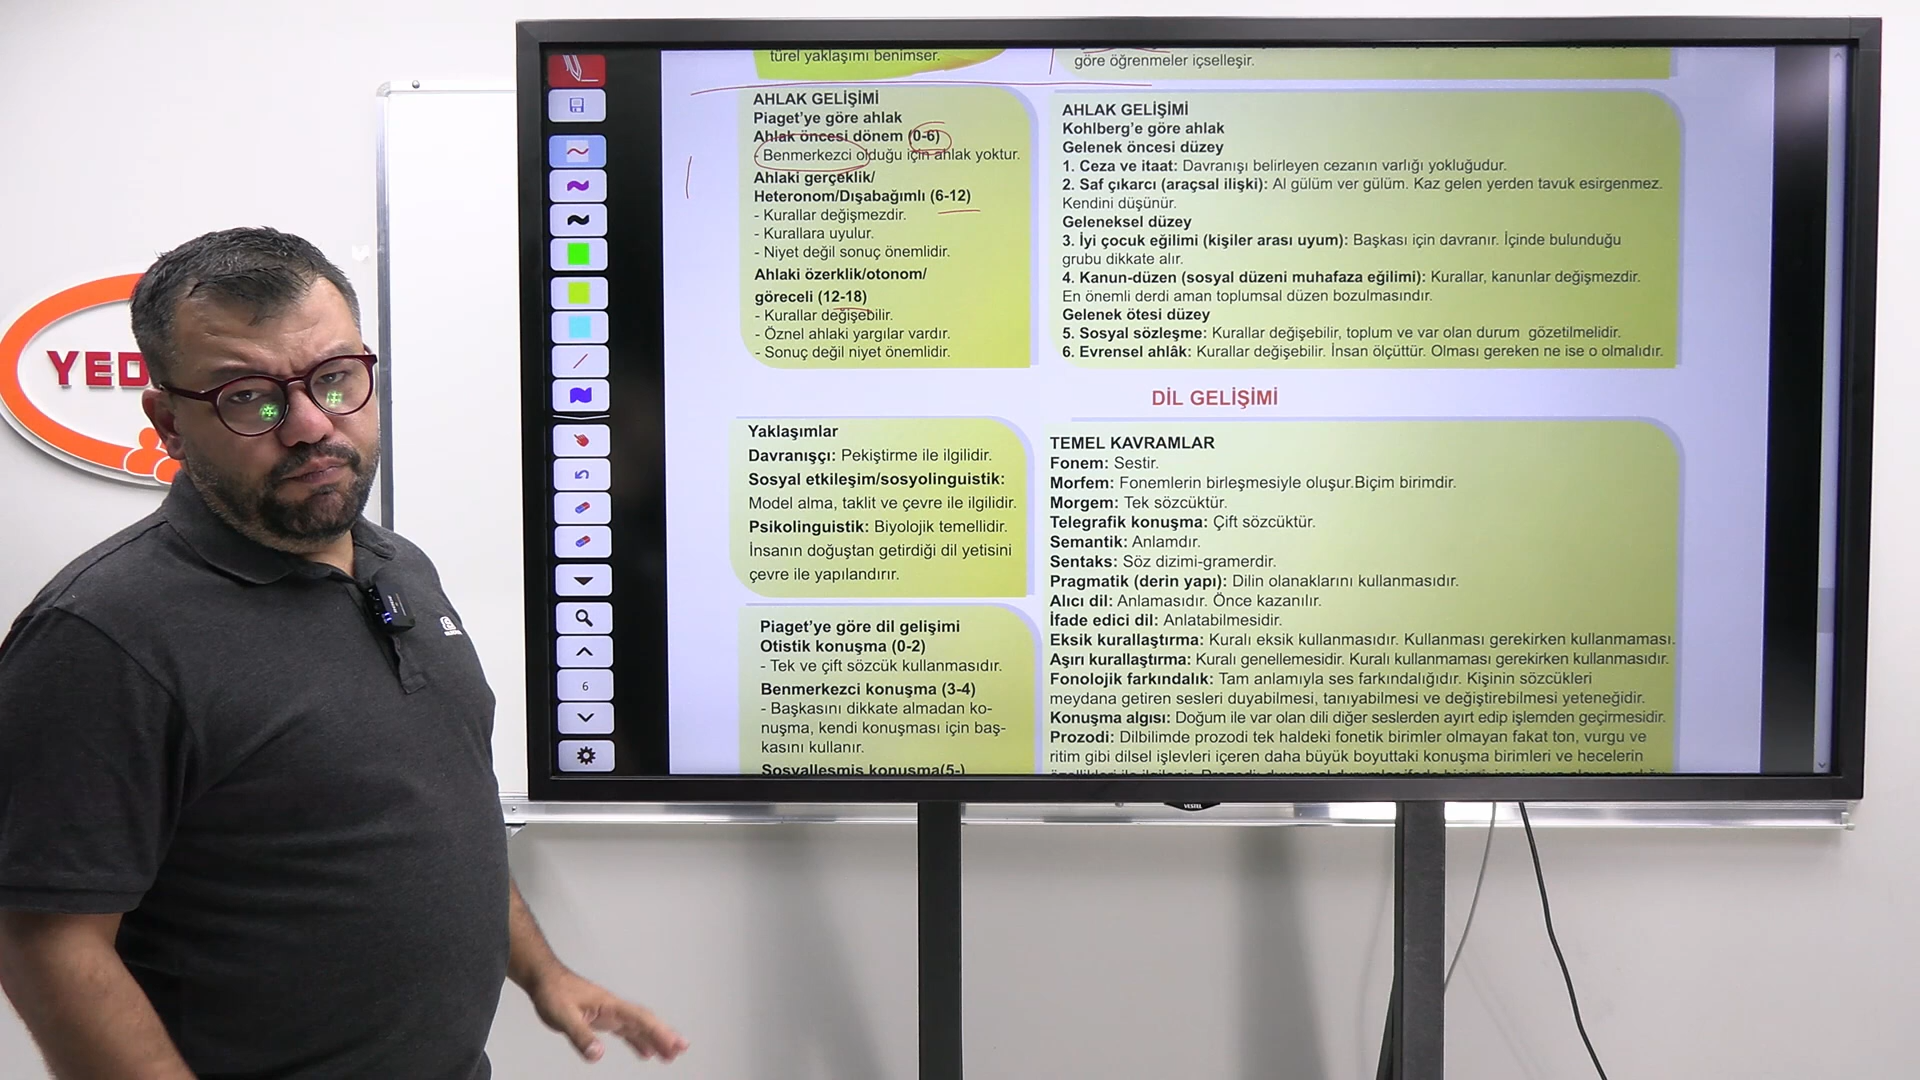 YED
türel yaklaşımı benimser.
göre öğrenmeler içselleşir.
AHLAK GELİŞİMİ
Piaget'ye göre ahlak
Ahlak öncesi dönem (0-6)
- Benmerkezci olduğu için ahlak yoktur.
Ahlaki gerçeklik/
Heteronom/Dışabağımlı (6-12)
- Kurallar değişmezdir.
- Kurallara uyulur.
- Niyet değil sonuç önemlidir.
Ahlaki özerklik/otonom/
göreceli (12-18)
- Kurallar değişebilir.
- Öznel ahlaki yargılar vardır.
- Sonuç değil niyet önemlidir.
AHLAK GELİŞİMİ
Kohlberg'e göre ahlak
Gelenek öncesi düzey
1. Ceza ve itaat: Davranışı belirleyen cezanın varlığı yokluğudur.
2. Saf çıkarcı (araçsal ilişki): Al gülüm ver gülüm. Kaz gelen yerden tavuk esirgenmez.
Kendini düşünür.
Geleneksel düzey
3. İyi çocuk eğilimi (kişiler arası uyum): Başkası için davranır. İçinde bulunduğu
grubu dikkate alır.
4. Kanun-düzen (sosyal düzeni muhafaza eğilimi): Kurallar, kanunlar değişmezdir.
En önemli derdi aman toplumsal düzen bozulmasındır.
Gelenek ötesi düzey
5. Sosyal sözleşme: Kurallar değişebilir, toplum ve var olan durum gözetilmelidir.
6. Evrensel ahlâk: Kurallar değişebilir. İnsan ölçüttür. Olması gereken ne ise o olmalıdır.
DİL GELİŞİMİ
Yaklaşımlar
Davranışçı: Pekiştirme ile ilgilidir.
Sosyal etkileşim/sosyolinguistik:
Model alma, taklit ve çevre ile ilgilidir.
Psikolinguistik: Biyolojik temellidir.
İnsanın doğuştan getirdiği dil yetisini
çevre ile yapılandırır.
Piaget'ye göre dil gelişimi
Otistik konuşma (0-2)
- Tek ve çift sözcük kullanmasıdır.
Benmerkezci konuşma (3-4)
- Başkasını dikkate almadan ko-
nuşma, kendi konuşması için baş-
kasını kullanır.
Sosyalleşmiş konuşma(5-)
TEMEL KAVRAMLAR
Fonem: Sestir.
Morfem: Fonemlerin birleşmesiyle oluşur.Biçim birimdir.
Morgem: Tek sözcüktür.
Telegrafik konuşma: Çift sözcüktür.
Semantik: Anlamdır.
Sentaks: Söz dizimi-gramerdir.
Pragmatik (derin yapı): Dilin olanaklarını kullanmasıdır.
Alıcı dil: Anlamasıdır. Önce kazanılır.
İfade edici dil: Anlatabilmesidir.
Eksik kurallaştırma: Kuralı eksik kullanmasıdır. Kullanması gerekirken kullanmaması.
Aşırı kurallaştırma: Kuralı genellemesidir. Kuralı kullanmaması gerekirken kullanmasıdır.
Fonolojik farkındalık: Tam anlamıyla ses farkındalığıdır. Kişinin sözcükleri
meydana getiren sesleri duyabilmesi, tanıyabilmesi ve değiştirebilmesi yeteneğidir.
Konuşma algısı: Doğum ile var olan dili diğer seslerden ayırt edip işlemden geçirmesidir.
Prozodi: Dilbilimde prozodi tek haldeki fonetik birimler olmayan fakat ton, vurgu ve
ritim gibi dilsel işlevleri içeren daha büyük boyuttaki konuşma birimleri ve hecelerin
6
VESTEL